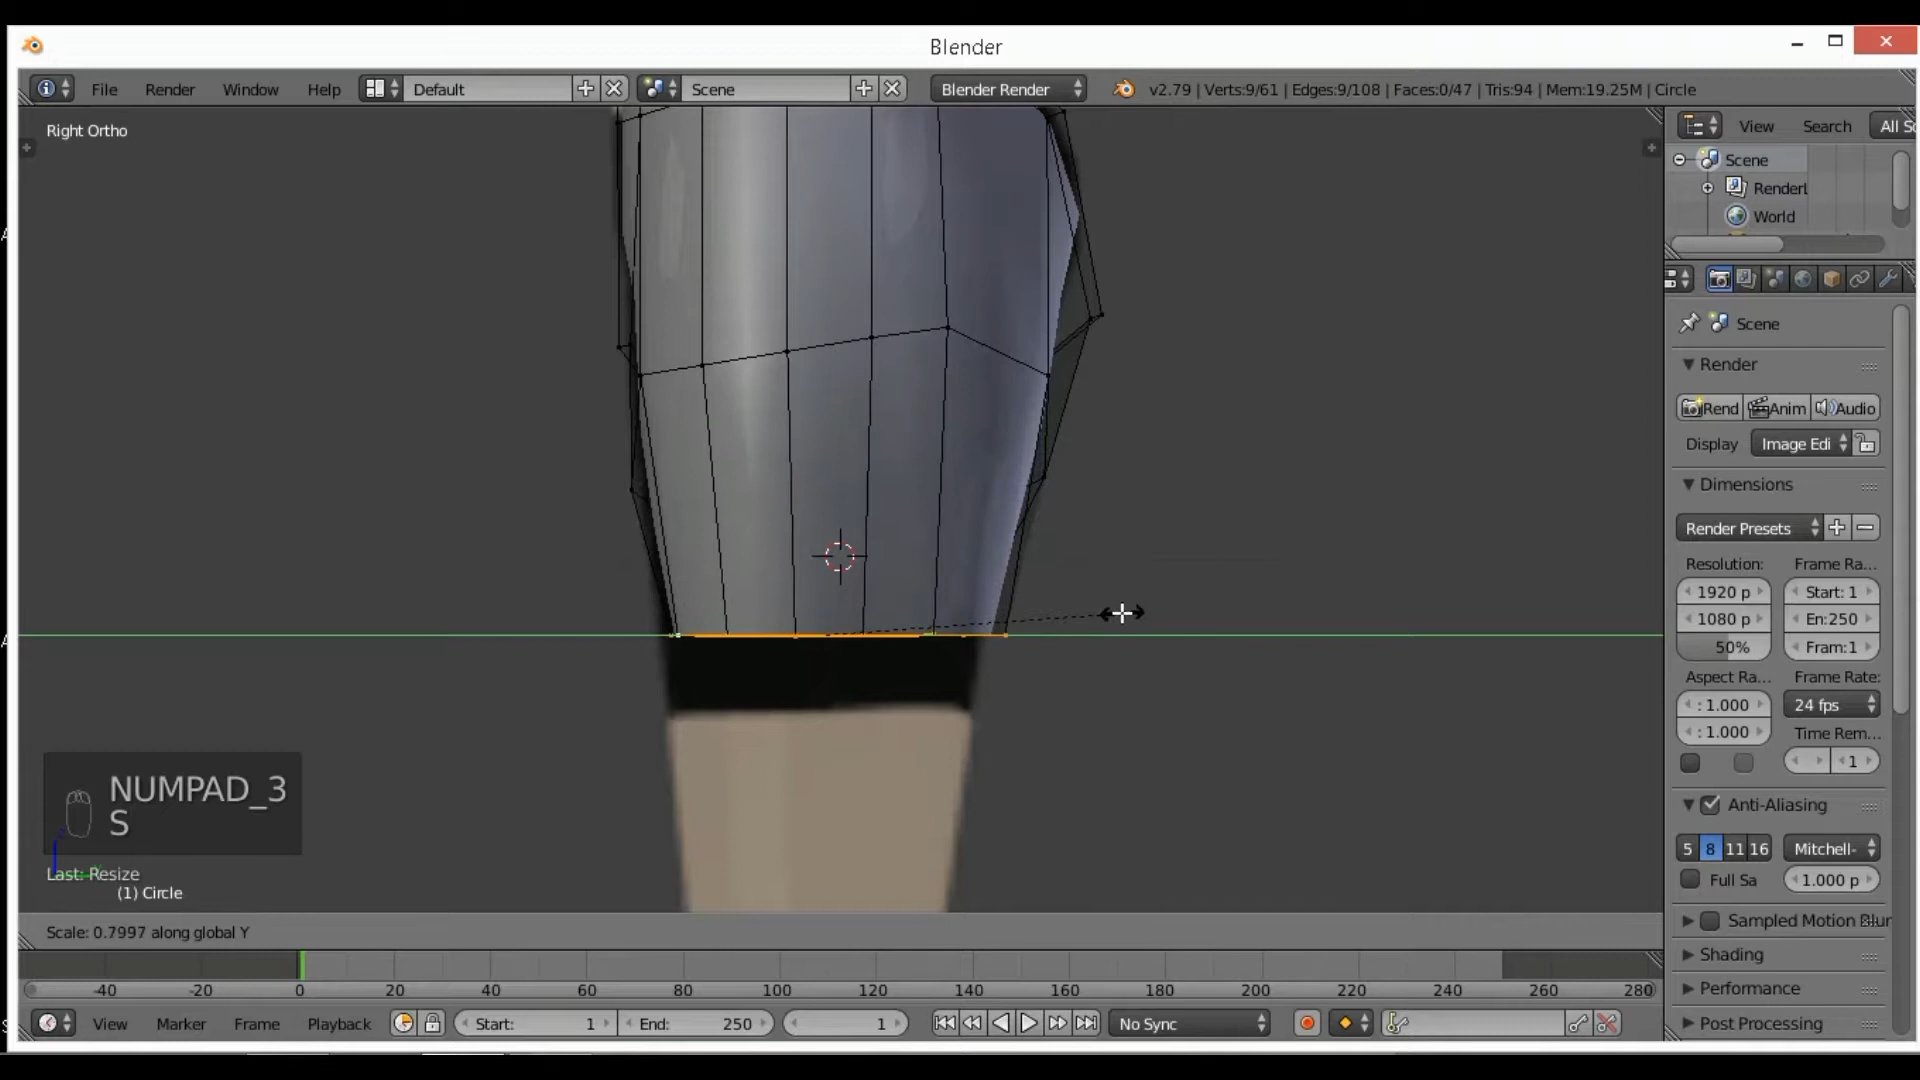 Blender
File Render Window Help Default Scene Blender Render v2.79 | Verts:9/61 | Edges:9/108 | Faces:0/47 | Tris:94 | Mem:19.25M | Circle
Right Ortho
View Search All Sc
Scene
RenderL
World
Scene
Render
Rend Anim Audio
Display Image Edi
Dimensions
Render Presets
Resolution: Frame Ra...
1920 p Start: 1
1080 p En:250
50% Fram:1
Aspect Ra... Frame Rate:
: 1.000 24 fps
: 1.000 Time Rem...
1
Anti-Aliasing
5 8 11 16 Mitchell-
Full Sa 1.000 p
Sampled Motion Blur
Shading
Performance
Post Processing
NUMPAD_3
S
Last: Resize
(1) Circle
Scale: 0.7997 along global Y
-40 -20 0 20 40 60 80 100 120 140 160 180 200 220 240 260 280
View Marker Frame Playback Start: 1 End: 250 1 No Sync